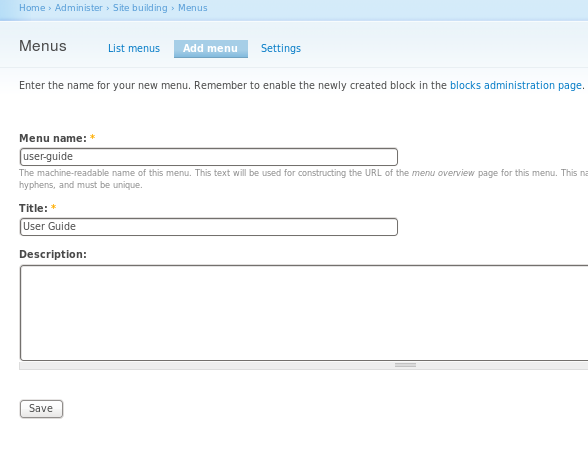 Home › Administer › Site building › Menus
Menus
List menus
Add menu
Settings
Enter the name for your new menu. Remember to enable the newly created block in the blocks administration page.
Menu name: *
user-guide
The machine-readable name of this menu. This text will be used for constructing the URL of the menu overview page for this menu. This
hyphens, and must be unique.
Title: *
User Guide
Description:
Save